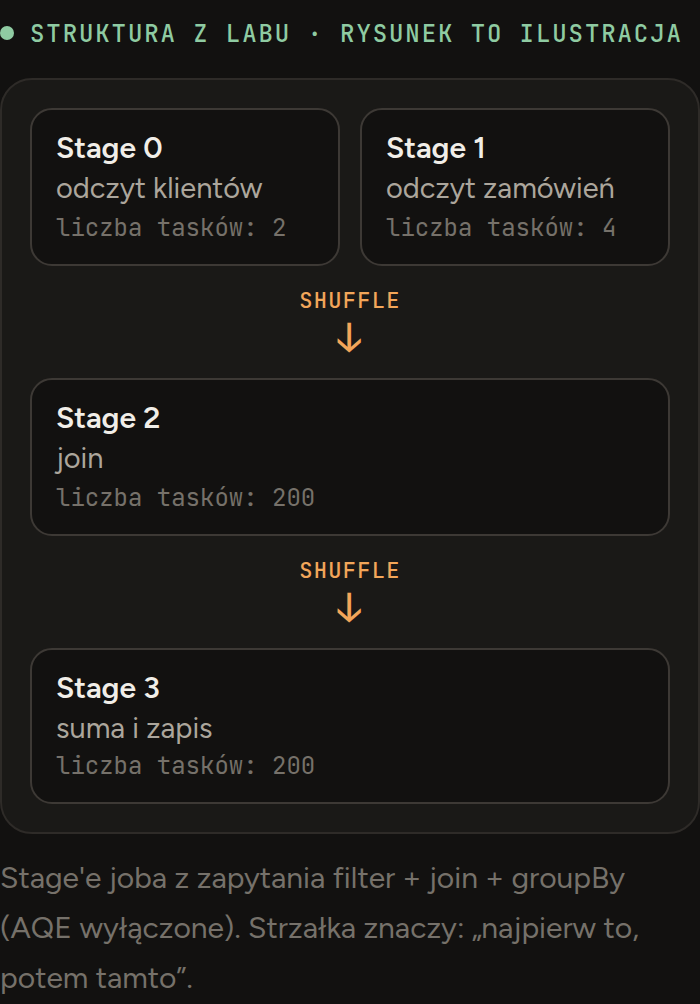 STRUKTURA Z LABU · RYSUNEK TO ILUSTRACJA
Stage 0
odczyt klientów
liczba tasków: 2
Stage 1
odczyt zamówień
liczba tasków: 4
SHUFFLE
↓
Stage 2
join
liczba tasków: 200
SHUFFLE
↓
Stage 3
suma i zapis
liczba tasków: 200
Stage'e joba z zapytania filter + join + groupBy
(AQE wyłączone). Strzałka znaczy: „najpierw to,
potem tamto”.